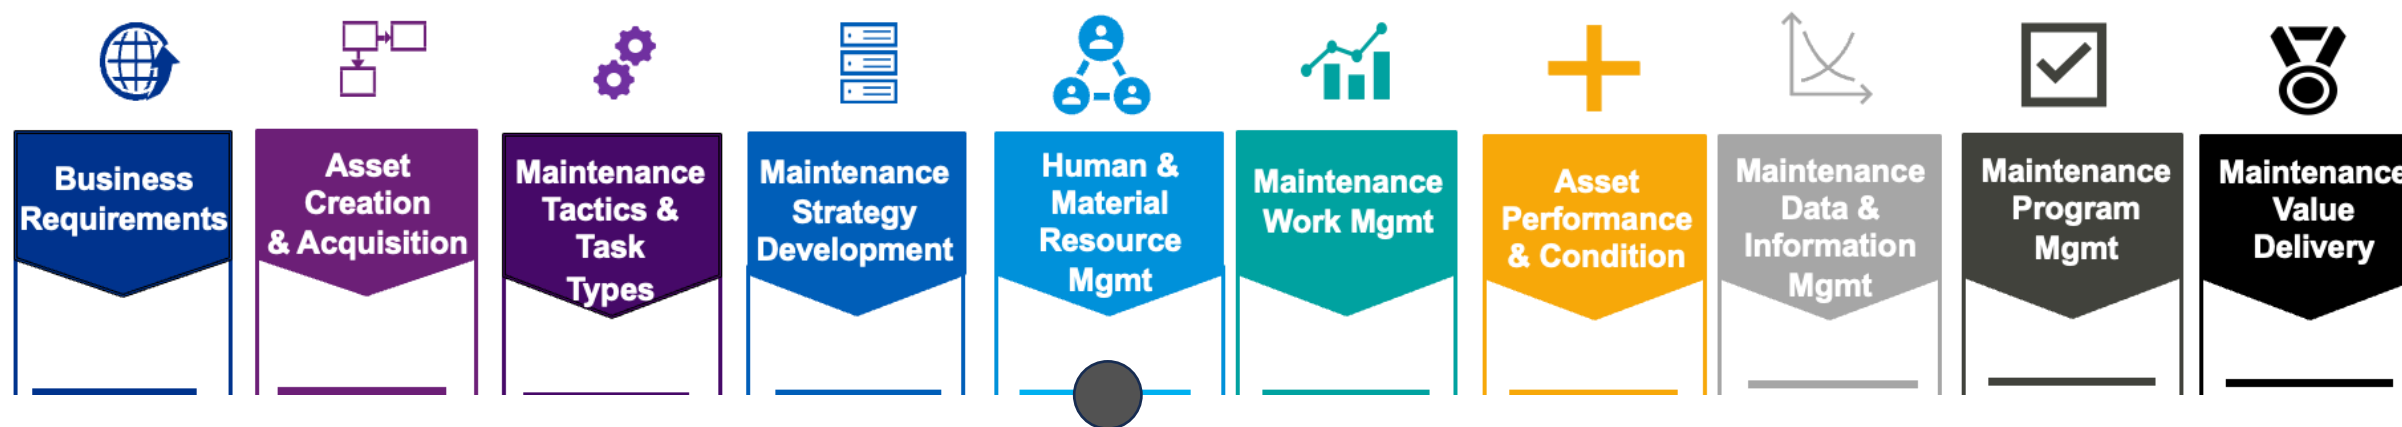 Business
Requirements
Asset
Creation
& Acquisition
Maintenance
Tactics &
Task
Types
Maintenance
Strategy
Development
Human &
Material
Resource
Mgmt
Maintenance
Work Mgmt
Asset
Performance
& Condition
Maintenance
Data &
Information
Mgmt
Maintenance
Program
Mgmt
Maintenance
Value
Delivery